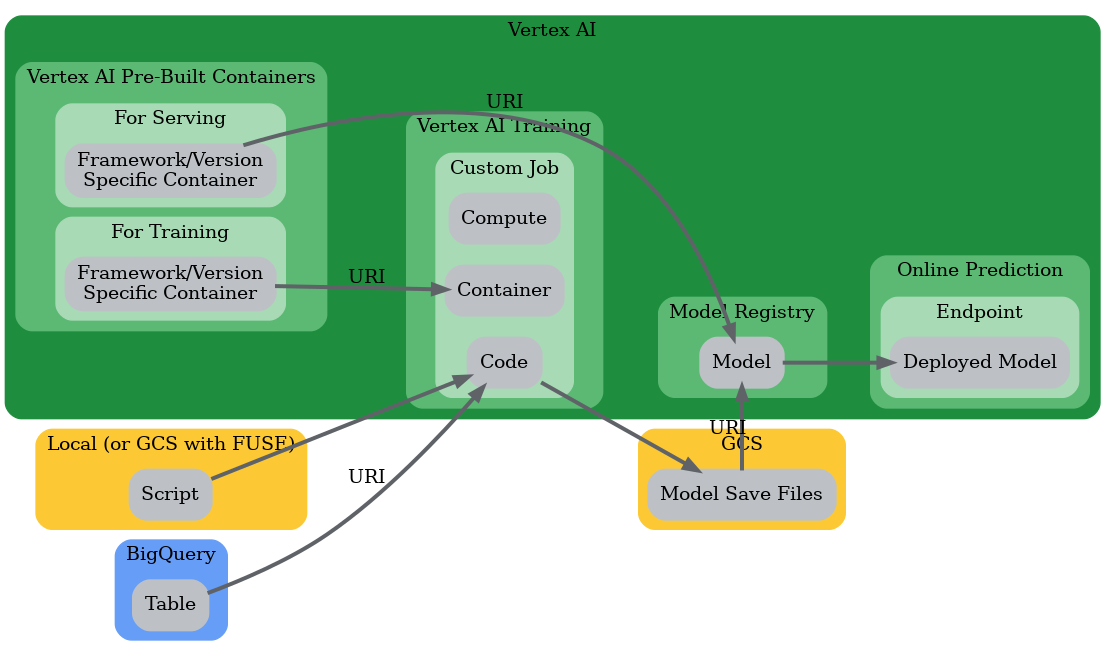 Vertex AI
Vertex AI Pre-Built Containers
For Serving
Framework/Version
Specific Container
For Training
Framework/Version
Specific Container
URI
URI
Vertex AI Training
Custom Job
Compute
Container
Code
Model Registry
Model
Online Prediction
Endpoint
Deployed Model
Local (or GCS with FUSE)
Script
URI
BigQuery
Table
URI
GCS
Model Save Files